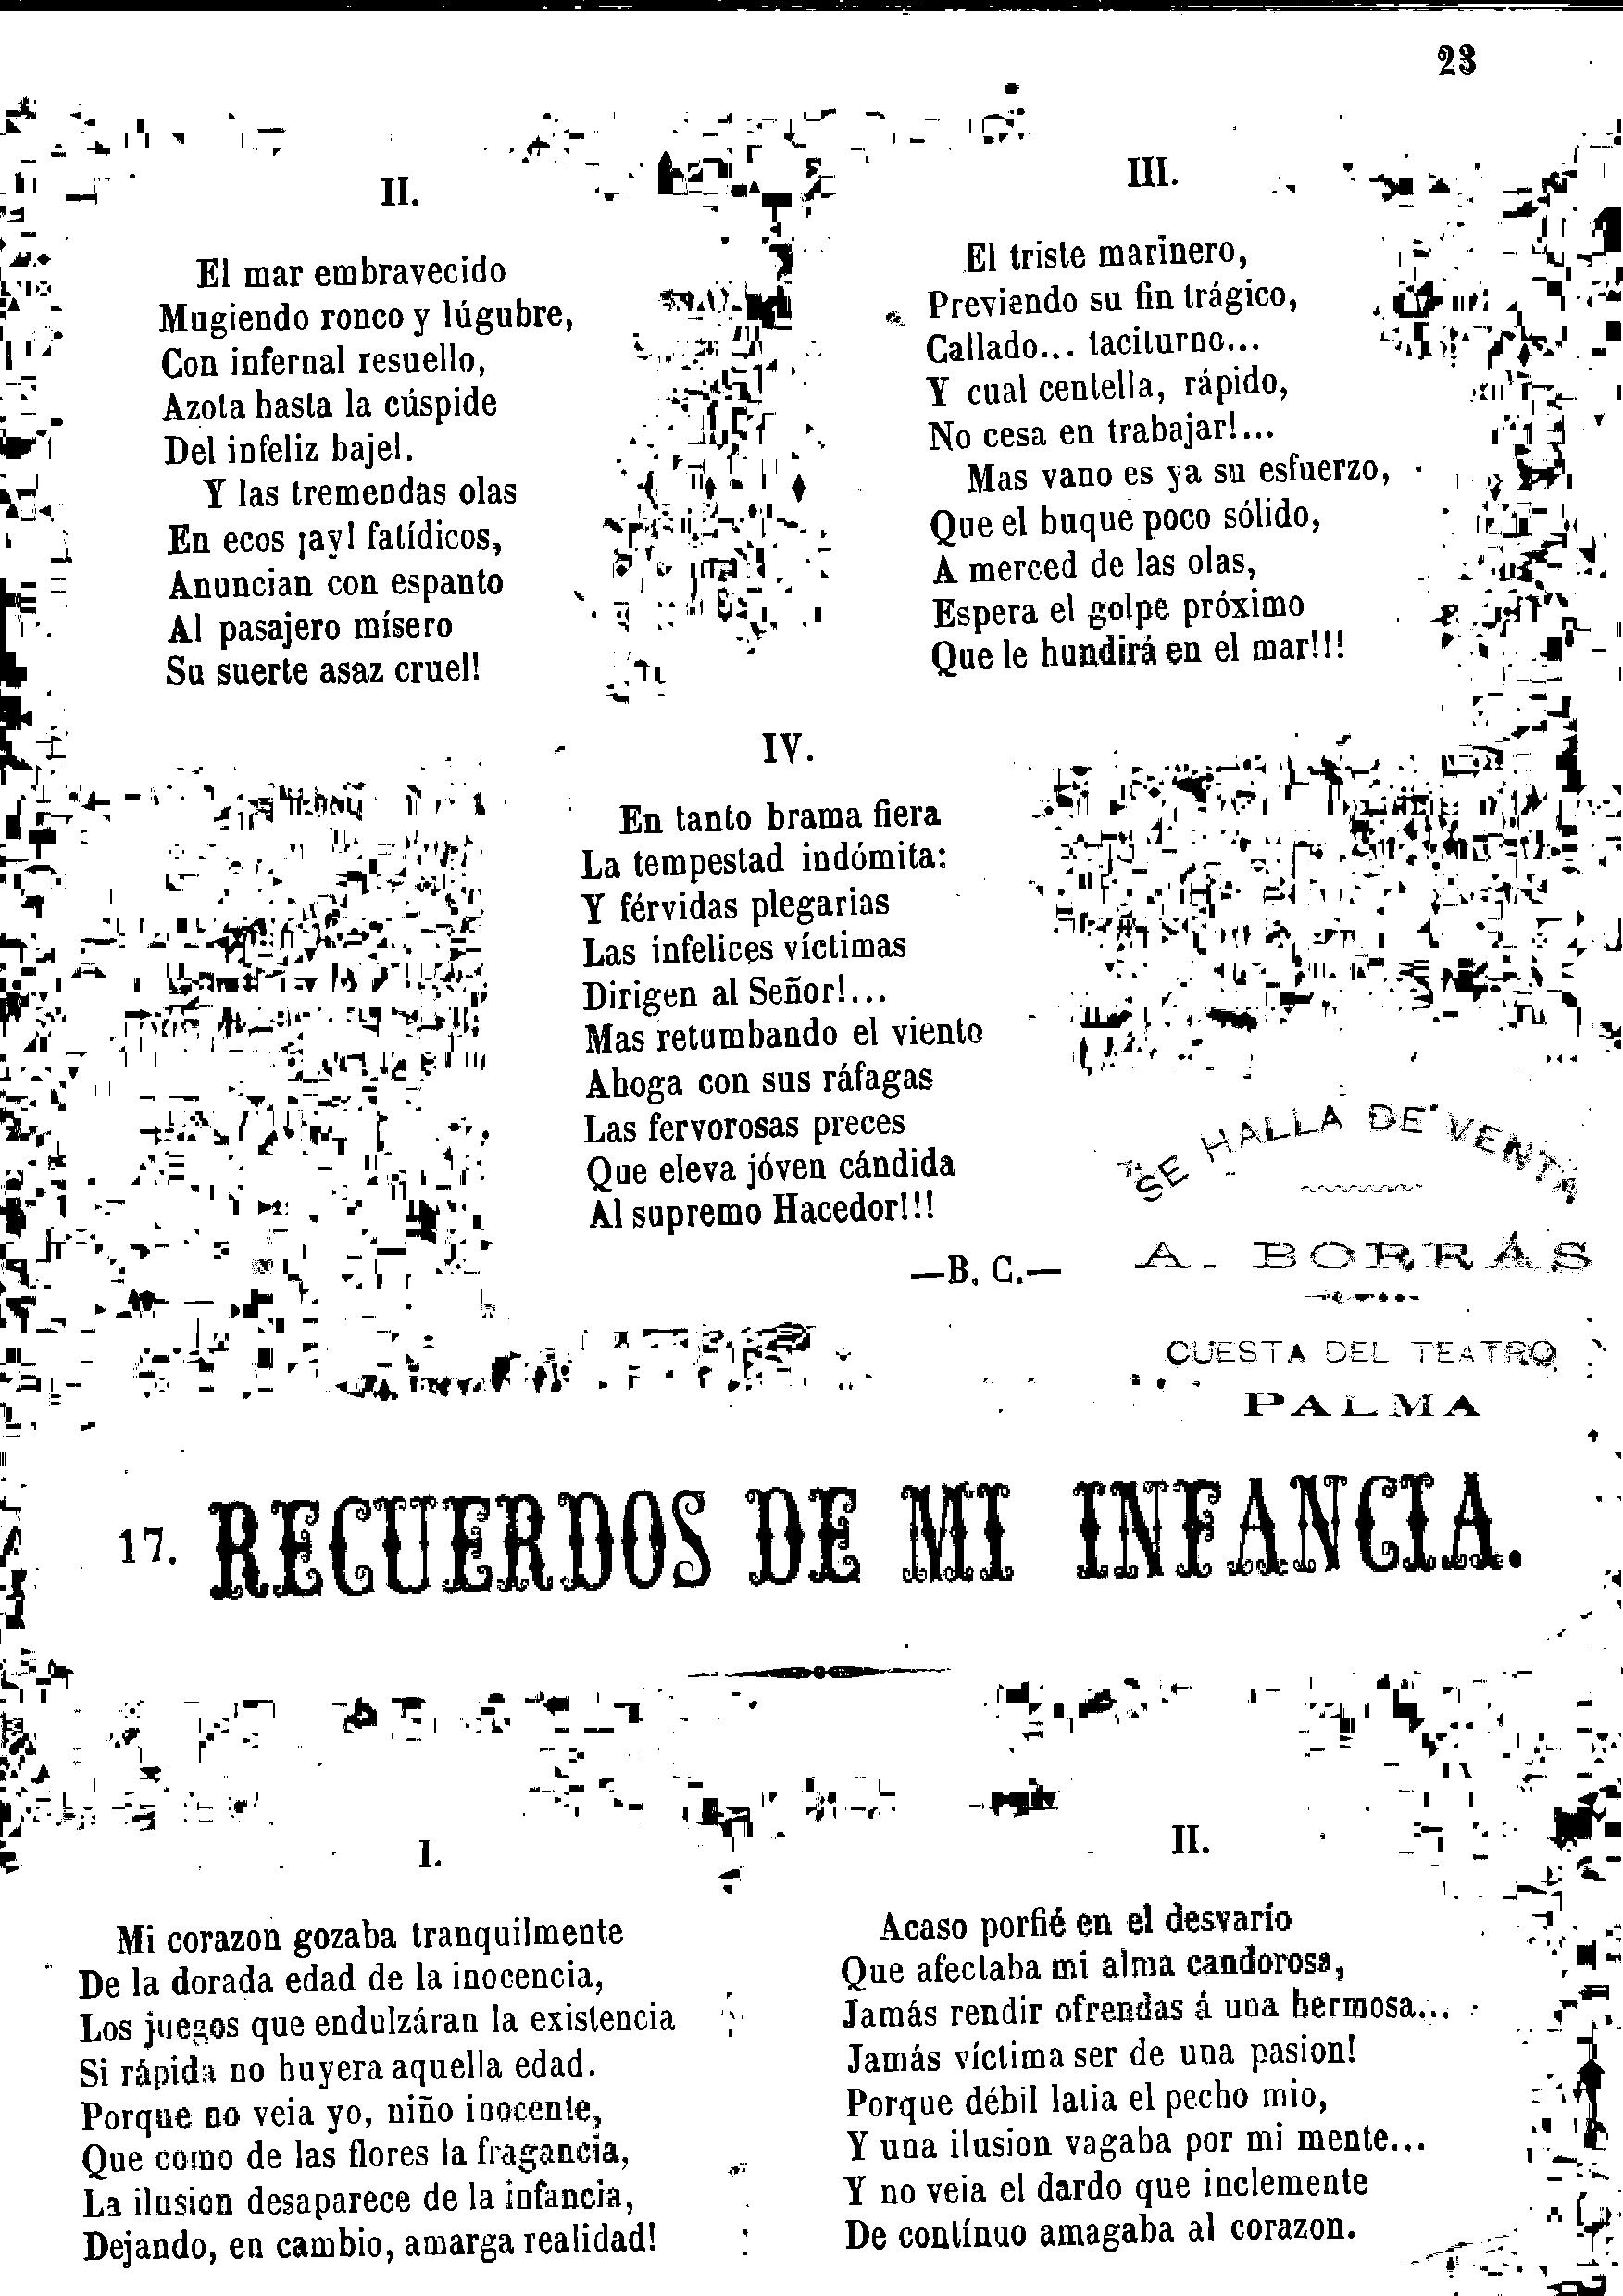 23
II.
El mar embravecido
Mugiendo ronco y lúgubre,
Con infernal resuello,
Azota hasta la cúspide
Del infeliz bajel.
Y las tremendas olas
En ecos ¡ay! fatídicos,
Anuncian con espanto
Al pasajero mísero
Su suerte asaz cruel!
III.
El triste marinero,
Previendo su fin trágico,
Callado... taciturno...
Y cual centella, rápido,
No cesa en trabajar!...
Mas vano es ya su esfuerzo,
Que el buque poco sólido,
A merced de las olas,
Espera el golpe próximo
Que le hundirá en el mar!!!
IV.
En tanto brama fiera
La tempestad indómita:
Y férvidas plegarias
Las infelices víctimas
Dirigen al Señor!...
Mas retumbando el viento
Ahoga con sus ráfagas
Las fervorosas preces
Que eleva jóven cándida
Al supremo Hacedor!!!
—B. C.—
SE HALLA DE VENTA
A. BORRÁS
CUESTA DEL TEATRO
PALMA
17. RECUERDOS DE MI INFANCIA.
I.
Mi corazon gozaba tranquilmente
De la dorada edad de la inocencia,
Los juegos que endulzáran la existencia
Si rápida no huyera aquella edad.
Porque no veia yo, niño inocente,
Que como de las flores la fragancia,
La ilusion desaparece de la infancia,
Dejando, en cambio, amarga realidad!
II.
Acaso porfié en el desvarío
Que afectaba mi alma candorosa,
Jamás rendir ofrendas á una hermosa...
Jamás víctima ser de una pasion!
Porque débil latia el pecho mio,
Y una ilusion vagaba por mi mente...
Y no veia el dardo que inclemente
De contínuo amagaba al corazon.